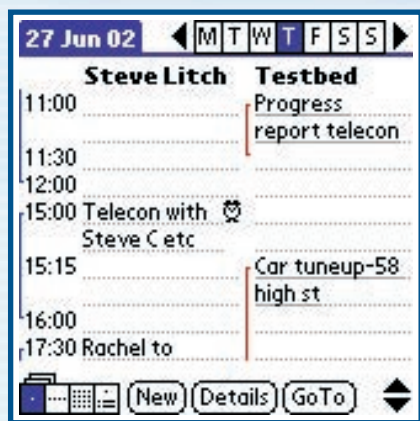 27 Jun 02 M T W T F S S
Steve Litch Testbed
11:00 Progress
report telecon
11:30
12:00
15:00 Telecon with
Steve C etc
15:15 Car tuneup-58
high st
16:00
17:30 Rachel to
New Details GoTo